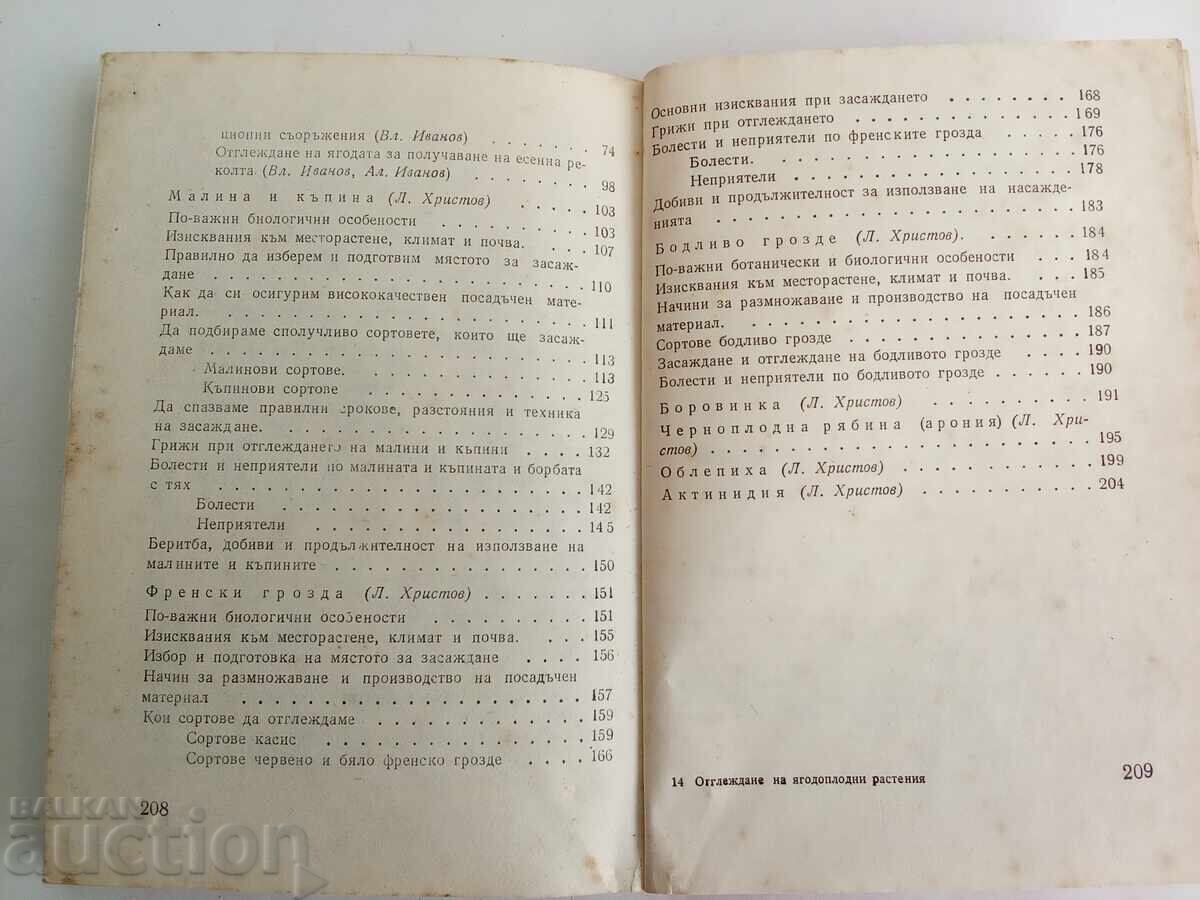 ционни съоръжения (Вл. Иванов) . . . . . . . 74
Отглеждане на ягодата за получаване на есенна ре-
колта (Вл. Иванов, Ал. Иванов) . . . . . . . 98
Малина и къпина (Л. Христов) . . . . . 103
По-важни биологични особености . . . . . . . . . 103
Изисквания към месторастене, климат и почва. . . . 107
Правилно да изберем и подготвим мястото за засаж-
дане . . . . . . . . . . . . . . . . . . 110
Как да си осигурим висококачествен посадъчен мате-
риал. . . . . . . . . . . . . . . . . . . 111
Да подбираме сполучливо сортовете, които ще засаж-
даме . . . . . . . . . . . . . . . . . . 113
Малинови сортове. . . . . . . . . . . . 113
Къпинови сортове . . . . . . . . . . . 125
Да спазваме правилни срокове, разстояния и техника
на засаждане. . . . . . . . . . . . . . . . 129
Грижи при отглеждането на малини и къпини . . . . 132
Болести и неприятели по малината и къпината и борбата
с тях . . . . . . . . . . . . . . . . . . 142
Болести . . . . . . . . . . . . . . . . 142
Неприятели . . . . . . . . . . . . . . 145
Беритба, добиви и продължителност на използване на
малините и къпините . . . . . . . . . . . . . . 150
Френски грозда (Л. Христов) . . . . . . . 151
По-важни биологични особености . . . . . . . . . . 151
Изисквания към месторастене, климат и почва. . . . 155
Избор и подготовка на мястото за засаждане . . . . 156
Начин за размножаване и производство на посадъчен
материал . . . . . . . . . . . . . . . . . . 157
Кои сортове да отглеждаме . . . . . . . . . . . . 159
Сортове касис . . . . . . . . . . . . . 159
Сортове червено и бяло френско грозде . . . . 166
208
Основни изисквания при засаждането . . . . . . . . 168
Грижи при отглеждането . . . . . . . . . . . . 169
Болести и неприятели по френските грозда . . . . . 176
Болести. . . . . . . . . . . . . . . . 176
Неприятели . . . . . . . . . . . . . . 178
Добиви и продължителност за използване на насажде-
нията . . . . . . . . . . . . . . . . . . 183
Бодливо грозде (Л. Христов). . . . . . . 184
По-важни ботанически и биологични особености . . . 184
Изисквания към месторастене, климат и почва. . . . 185
Начини за размножаване и производство на посадъчен
материал. . . . . . . . . . . . . . . . . . 186
Сортове бодливо грозде . . . . . . . . . . . . 187
Засаждане и отглеждане на бодливото грозде . . . . 190
Болести и неприятели по бодливото грозде . . . . . . 190
Боровинка (Л. Христов) . . . . . . . . . . 191
Черноплодна рябина (арония) (Л. Хри-
стов) . . . . . . . . . . . . . . . . . . 195
Облепиха (Л. Христов) . . . . . . . . . . . 199
Актинидия (Л. Христов) . . . . . . . . . . 204
14 Отглеждане на ягодоплодни растения
209
BALKAN
auction